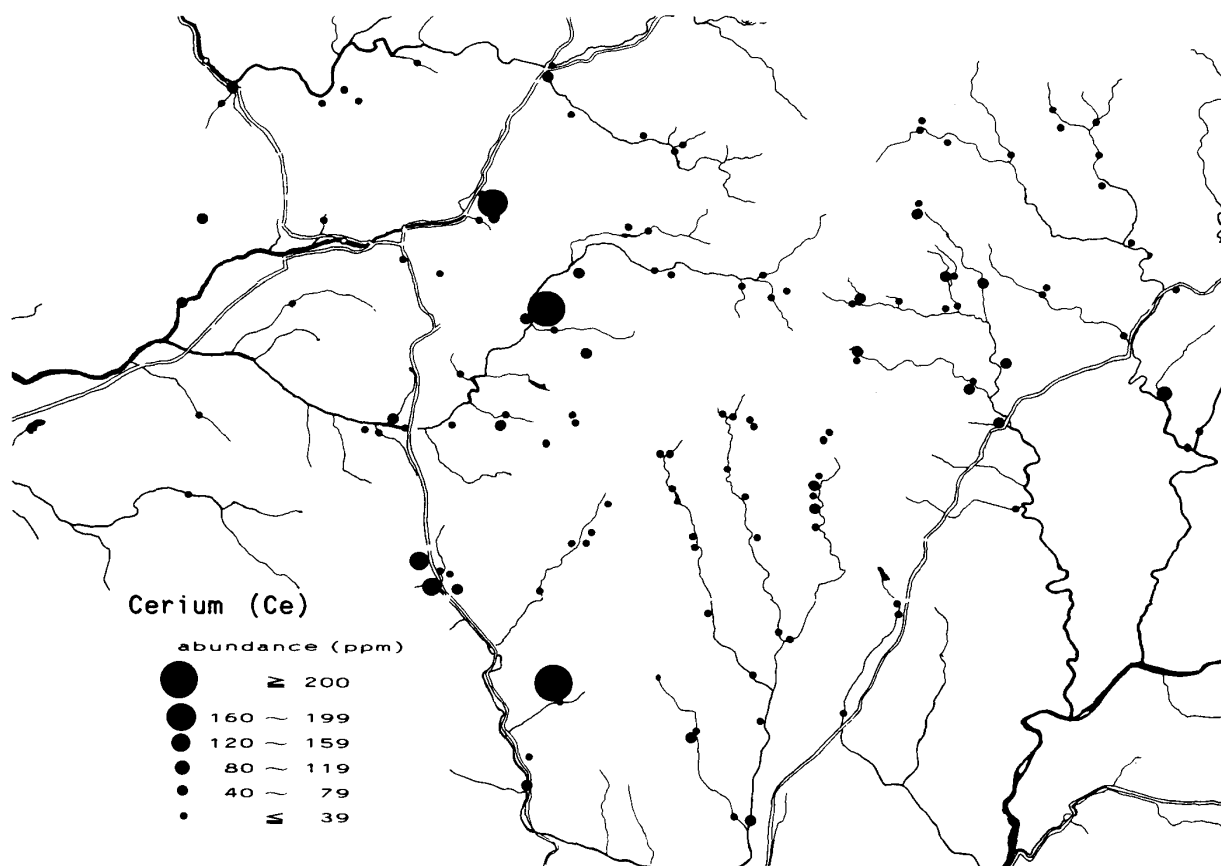 Cerium (Ce)
abundance (ppm)
≧ 200
160 ~ 199
120 ~ 159
80 ~ 119
40 ~ 79
≦ 39